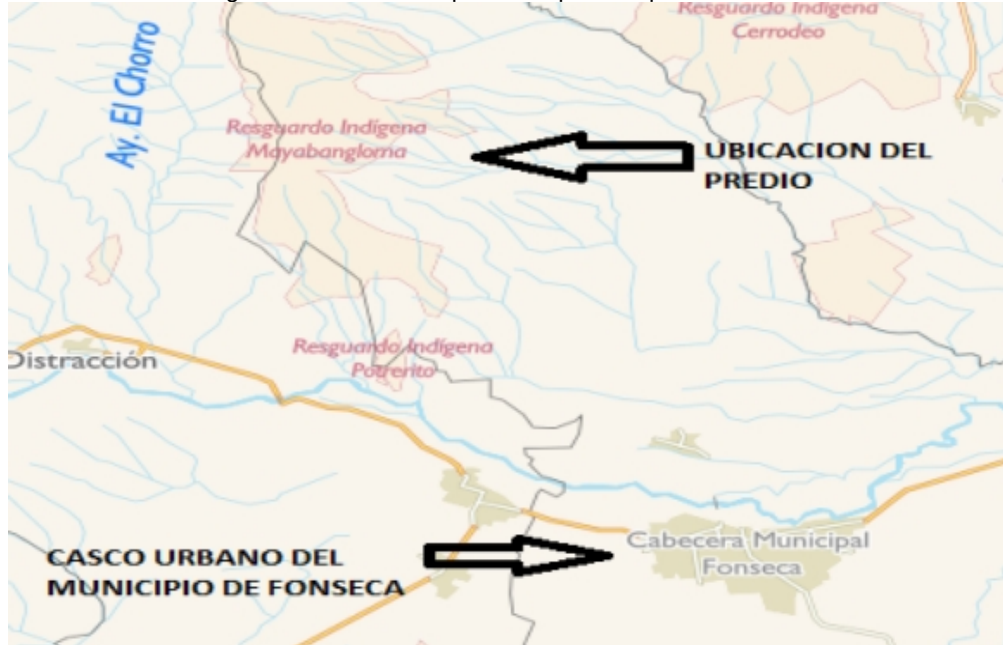 Resguardo Indígena
Cerrodeo
Ay. El Chorro
Resguardo Indígena
Mayabangloma
UBICACION DEL
PREDIO
Distracción
Resguardo Indígena
Potrerito
CASCO URBANO DEL
MUNICIPIO DE FONSECA
Cabecera Municipal
Fonseca